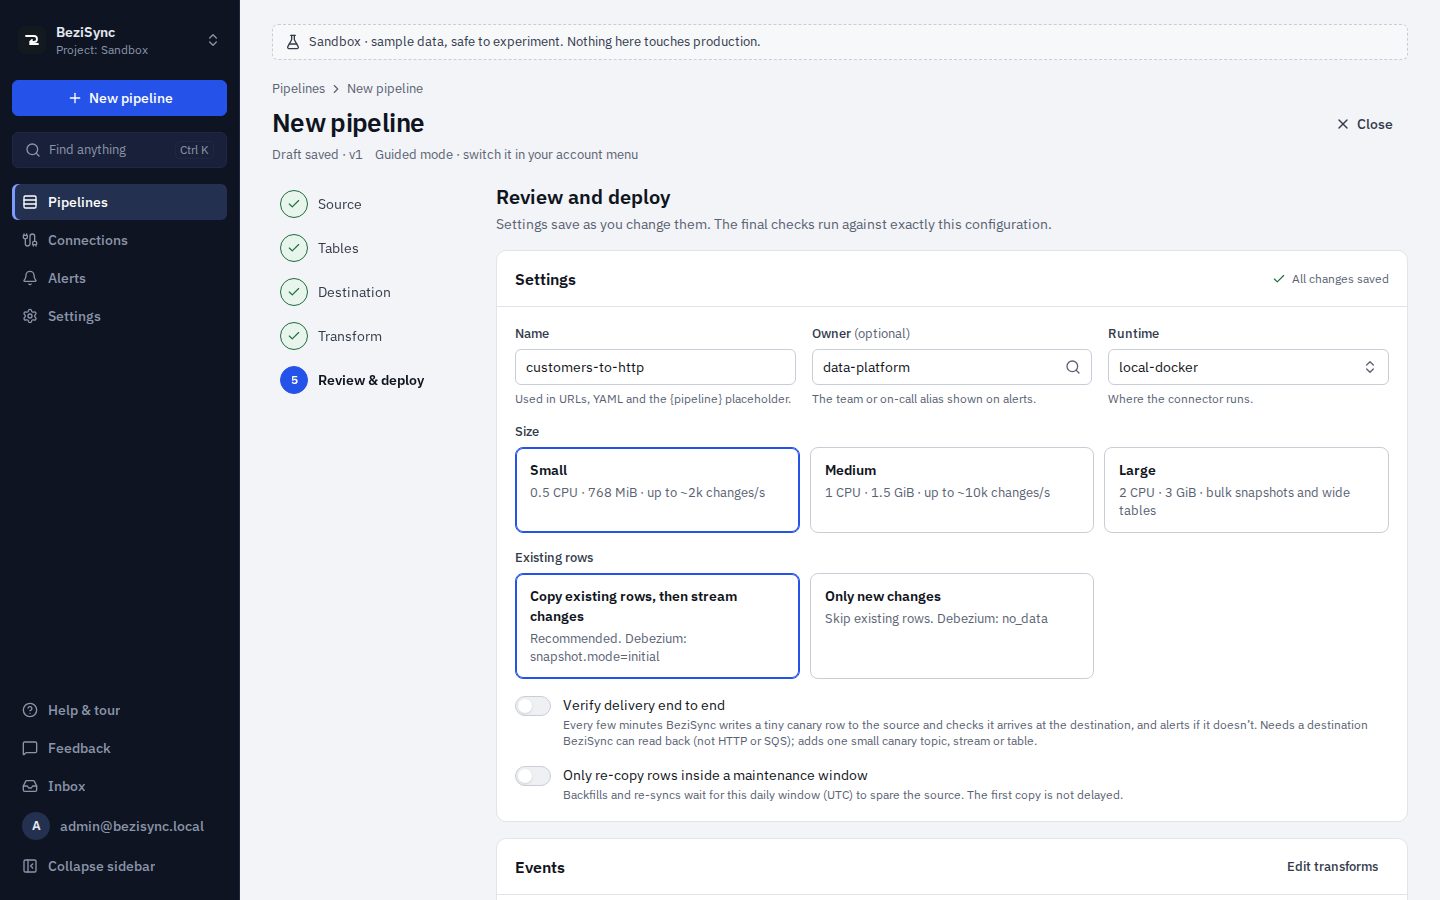 BeziSync
Project: Sandbox
New pipeline
Find anything
Ctrl K
Pipelines
Connections
Alerts
Settings
Help & tour
Feedback
Inbox
A
admin@bezisync.local
Collapse sidebar
Sandbox · sample data, safe to experiment. Nothing here touches production.
Pipelines > New pipeline
New pipeline
Close
Draft saved · v1 Guided mode · switch it in your account menu
Source
Tables
Destination
Transform
5 Review & deploy
Review and deploy
Settings save as you change them. The final checks run against exactly this configuration.
Settings
All changes saved
Name
customers-to-http
Used in URLs, YAML and the {pipeline} placeholder.
Owner (optional)
data-platform
The team or on-call alias shown on alerts.
Runtime
local-docker
Where the connector runs.
Size
Small
0.5 CPU · 768 MiB · up to ~2k changes/s
Medium
1 CPU · 1.5 GiB · up to ~10k changes/s
Large
2 CPU · 3 GiB · bulk snapshots and wide
tables
Existing rows
Copy existing rows, then stream
changes
Recommended. Debezium:
snapshot.mode=initial
Only new changes
Skip existing rows. Debezium: no_data
Verify delivery end to end
Every few minutes BeziSync writes a tiny canary row to the source and checks it arrives at the destination, and alerts if it doesn't. Needs a destination
BeziSync can read back (not HTTP or SQS); adds one small canary topic, stream or table.
Only re-copy rows inside a maintenance window
Backfills and re-syncs wait for this daily window (UTC) to spare the source. The first copy is not delayed.
Events
Edit transforms